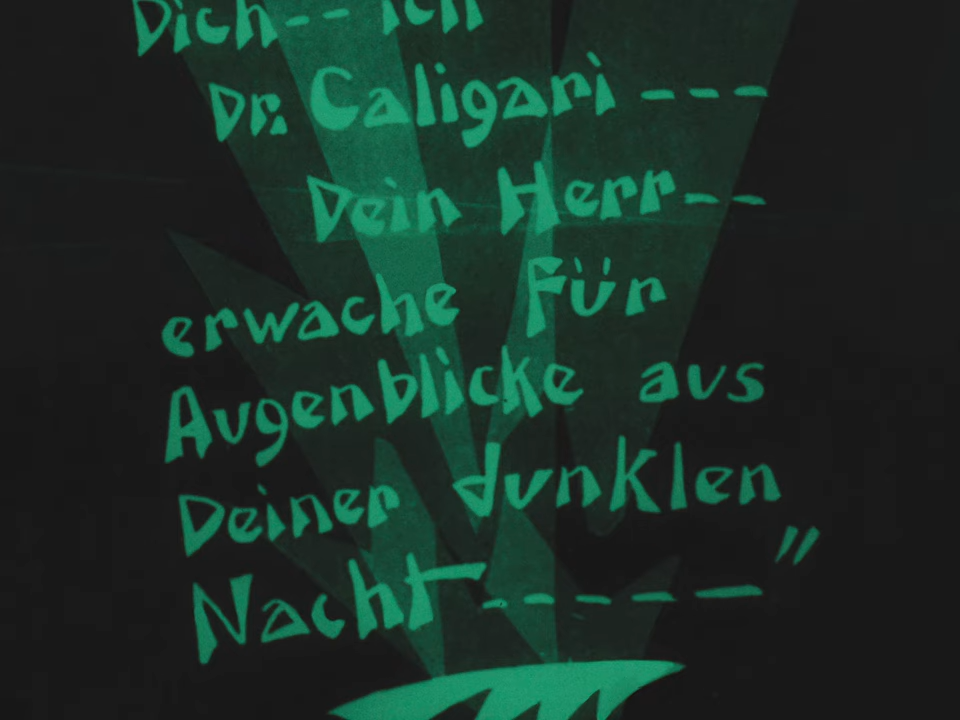 Dich-- ich
Dr. Caligari ---
Dein Herr--
erwache für
Augenblicke aus
Deiner dunklen
Nacht-----"